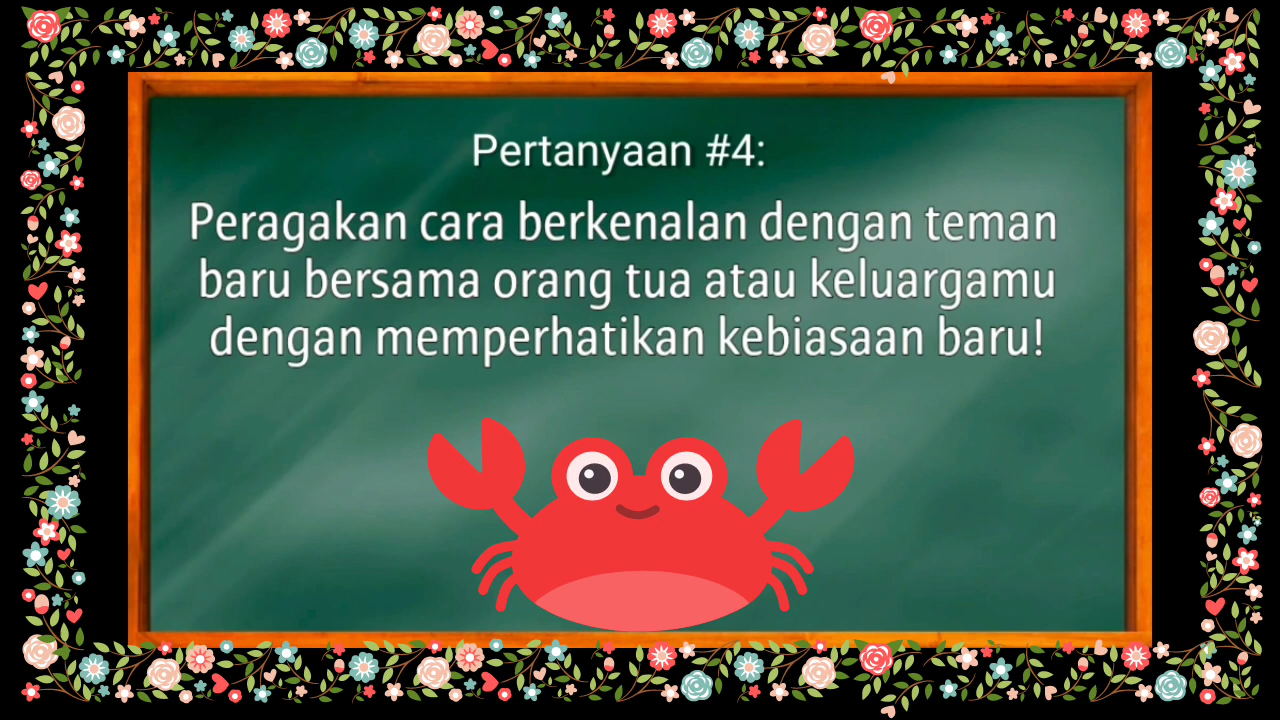 Pertanyaan #4:
Peragakan cara berkenalan dengan teman
baru bersama orang tua atau keluargamu
dengan memperhatikan kebiasaan baru!